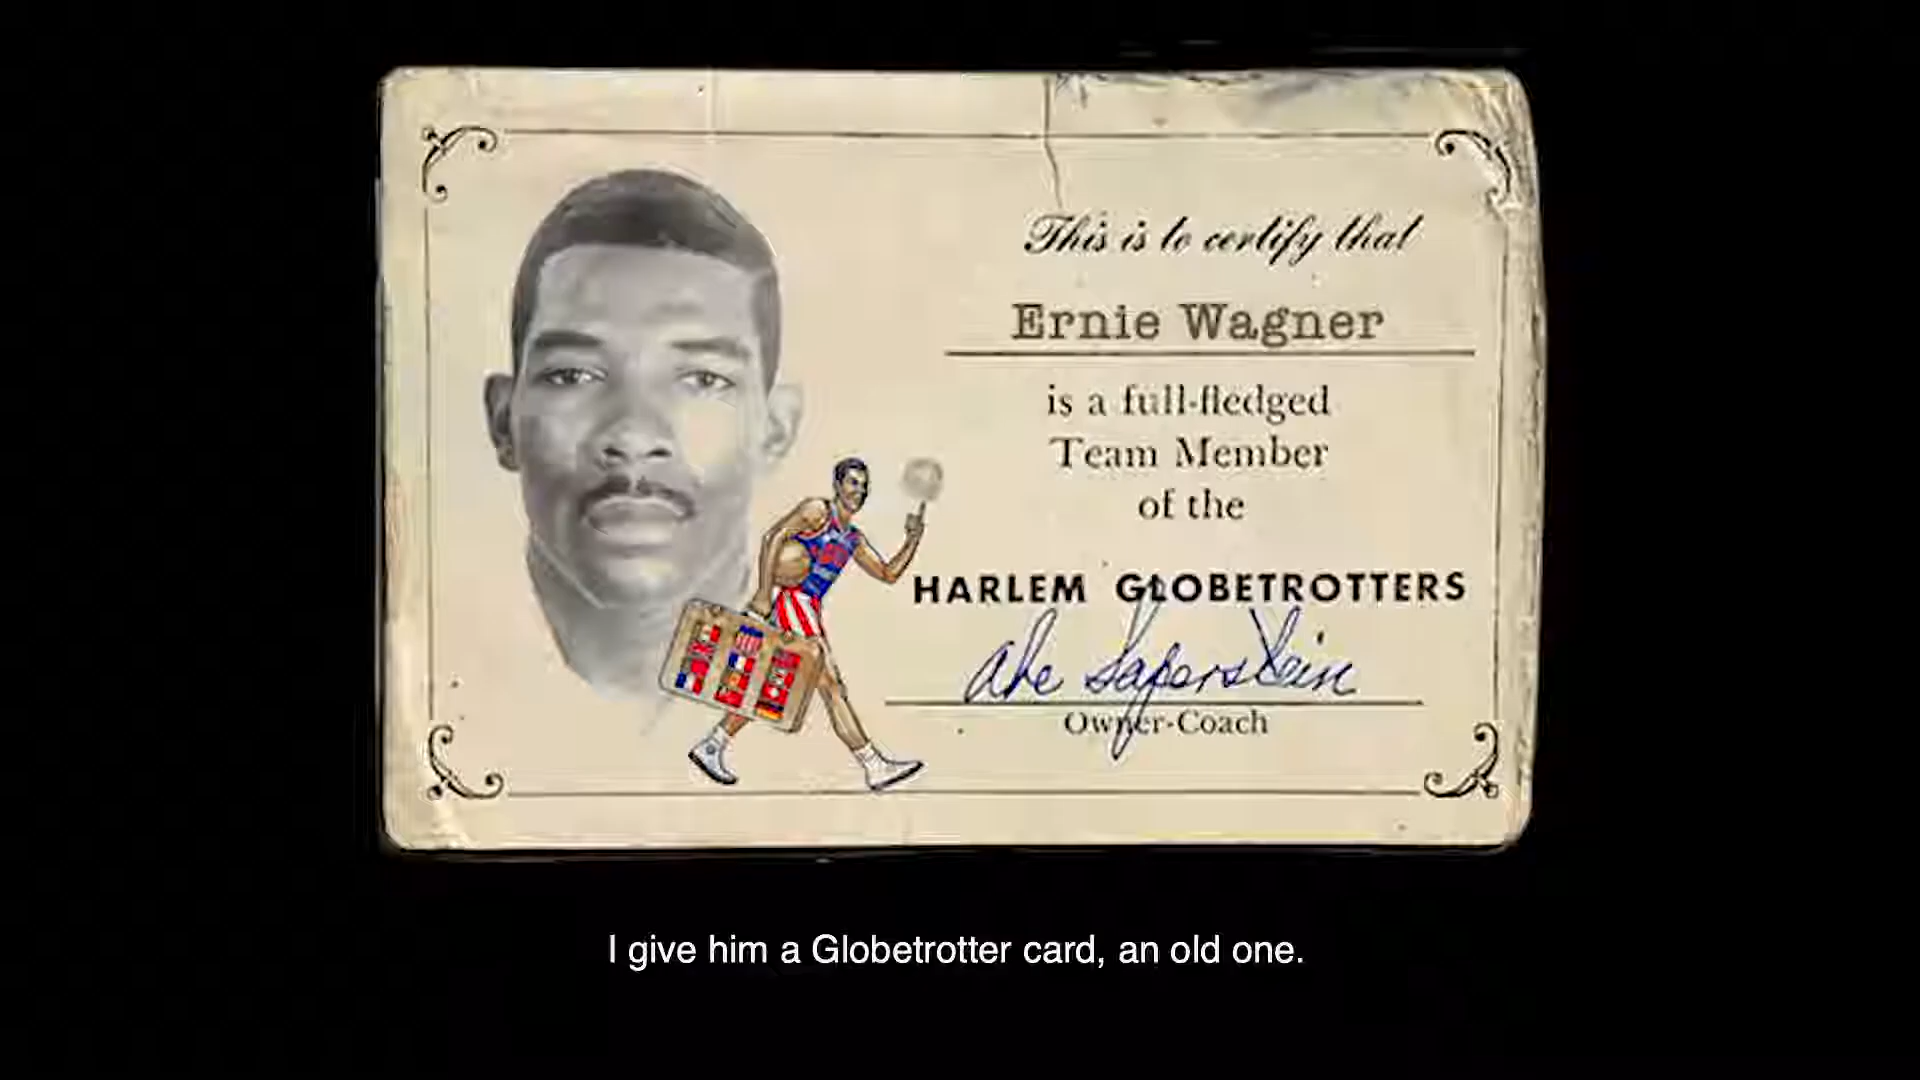 This is to certify that
Ernie Wagner
is a full-fledged
Team Member
of the
HARLEM GLOBETROTTERS
Abe Saperstein
Owner-Coach
I give him a Globetrotter card, an old one.